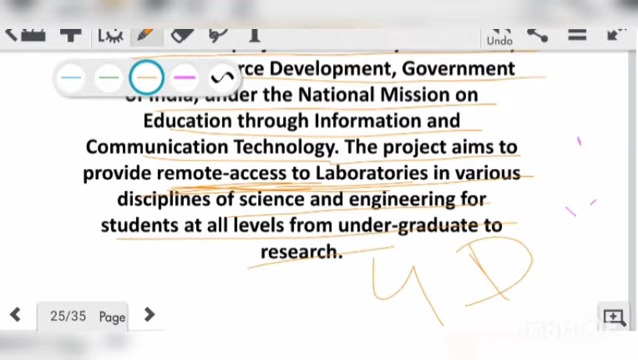 Undo
rce Development, Government
of India, under the National Mission on
Education through Information and
Communication Technology. The project aims to
provide remote-access to Laboratories in various
disciplines of science and engineering for
students at all levels from under-graduate to
research.
4 D
25/35 Page